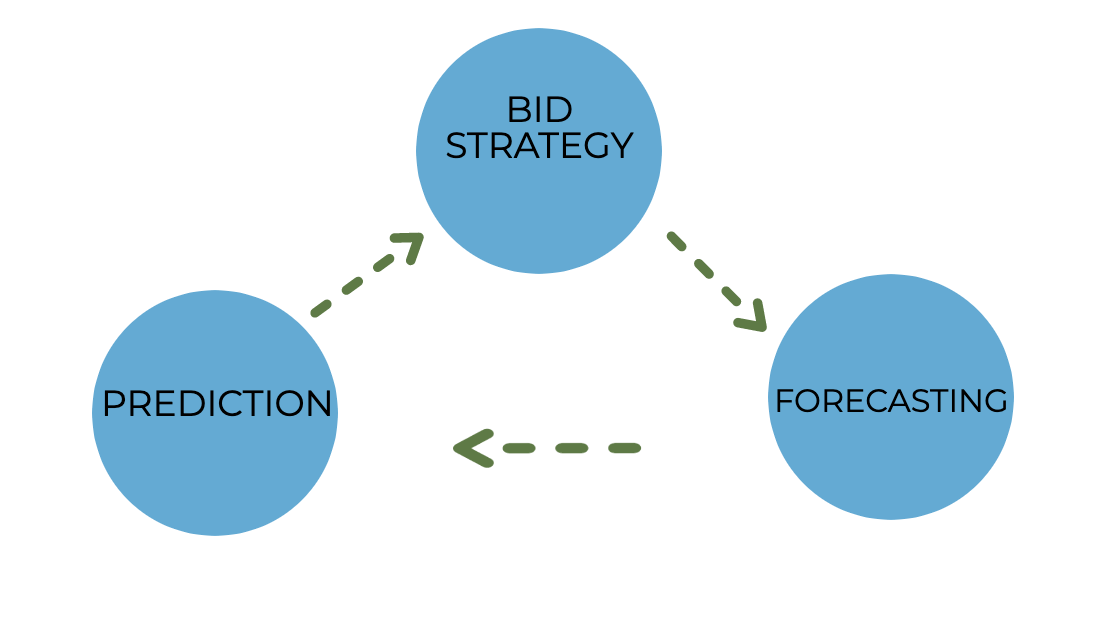 BID
STRATEGY
PREDICTION
FORECASTING